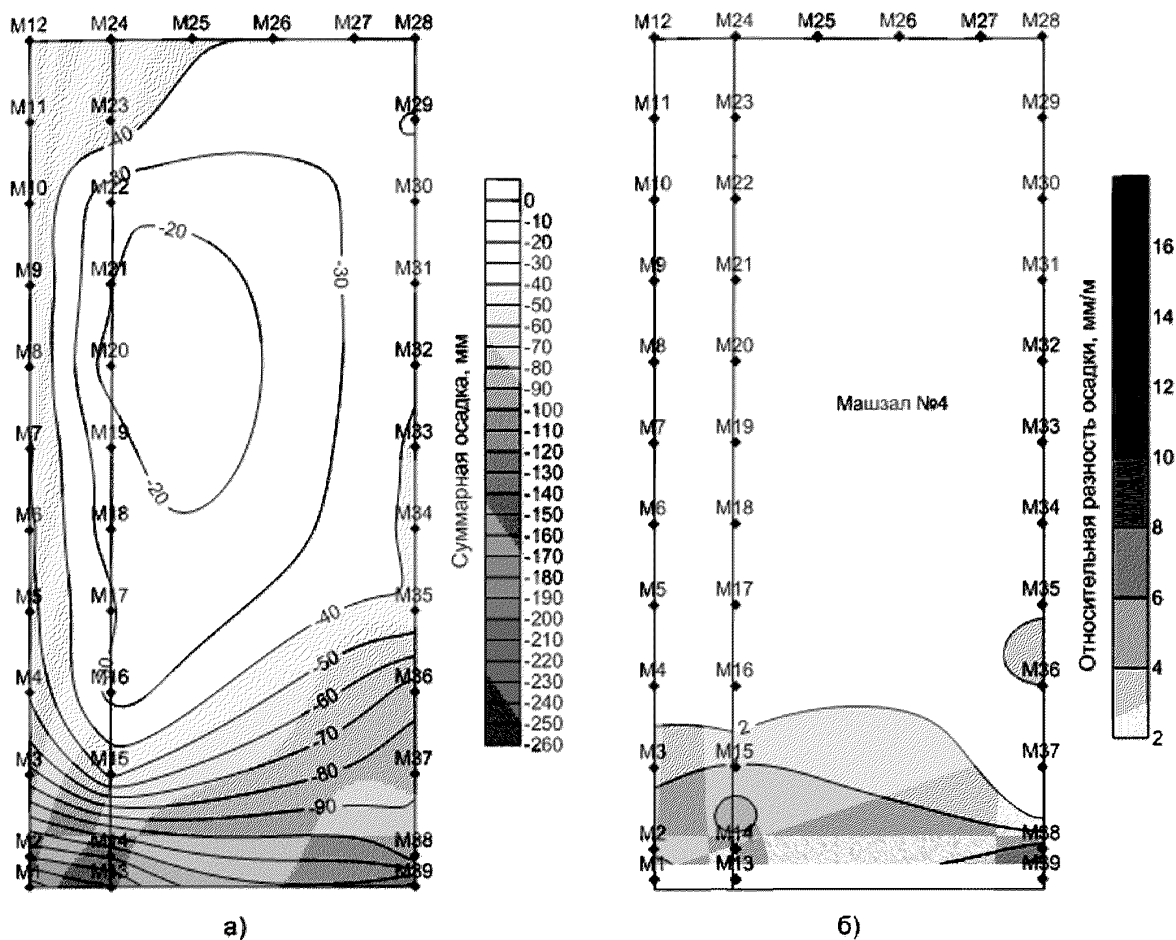 M12 M24 M25 M26 M27 M28
M11 M23 M29
-40
-30
M10 M22 M30
-20
M9 M21 -30 M31
M8 M20 M32
M7 M19 M33
-20
M6 M18 M34
M5 M17 M35
-40
M4 M16 -50 M36
-60
-70
M3 M15 -80 M37
-90
M2 M14 M38
M1 M13 M39
а)
0
-10
-20
-30
-40
-50
-60
-70
-80
-90
-100
-110
-120
-130
-140
-150
-160
-170
-180
-190
-200
-210
-220
-230
-240
-250
-260
Суммарная осадка, мм
M12 M24 M25 M26 M27 M28
M11 M23 M29
M10 M22 M30
M9 M21 M31
M8 M20 M32
Машзал №4
M7 M19 M33
M6 M18 M34
M5 M17 M35
M4 M16 M36
2
M3 M15 M37
M2 M14 M38
M1 M13 M39
б)
16
14
12
10
8
6
4
2
Относительная разность осадки, мм/м